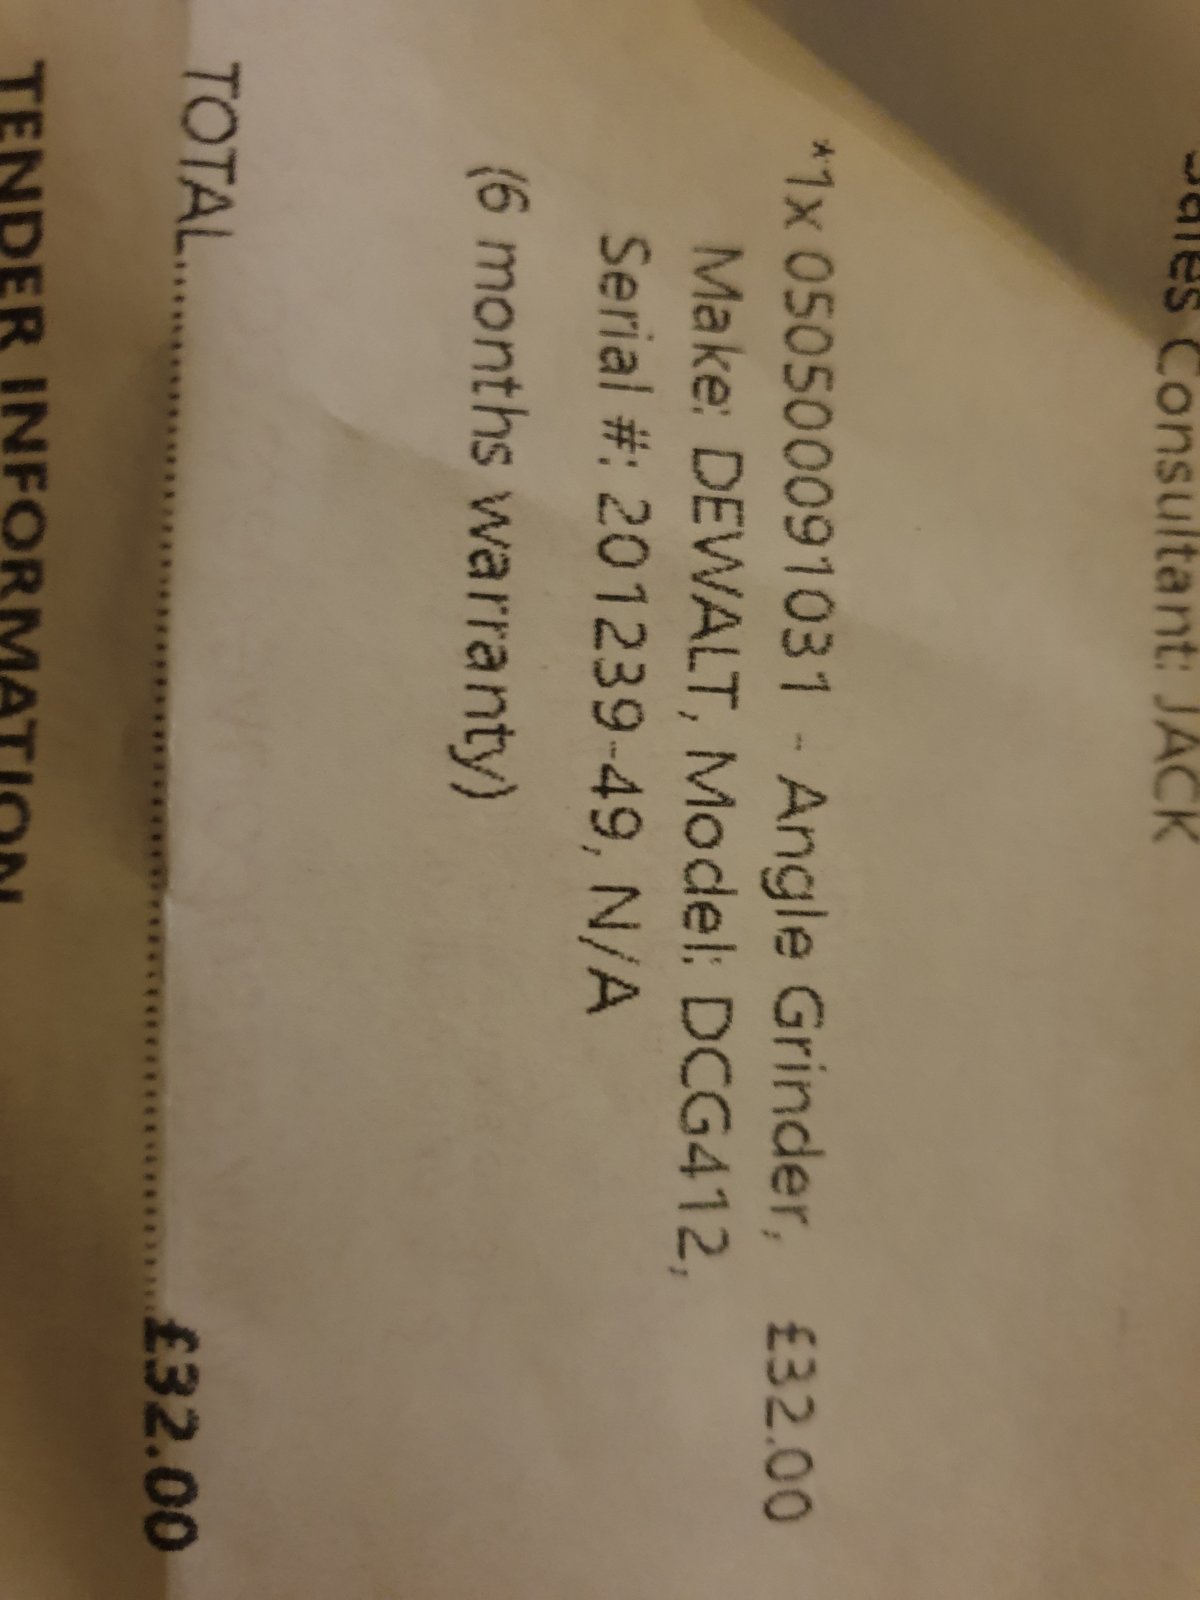 Sales Consultant: JACK
*1x 0505000091031 - Angle Grinder, £32.00
Make: DEWALT, Model: DCG412,
Serial #: 201239-49, N/A
(6 months warranty)
TOTAL £32.00
TENDER INFORMATION